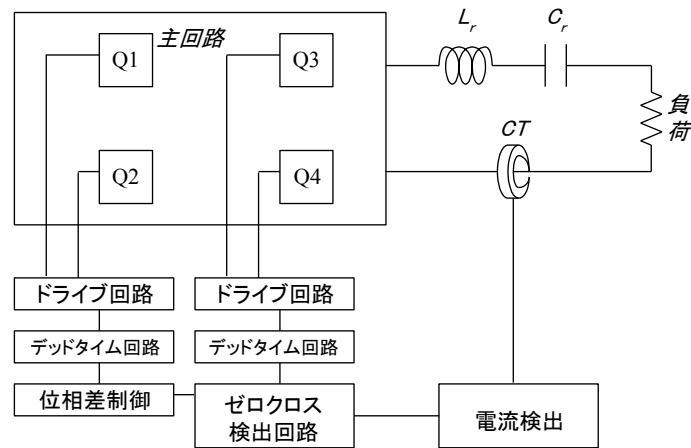 主回路
Q1
Q3
Q2
Q4
Lr
Cr
負
荷
CT
ドライブ回路
ドライブ回路
デッドタイム回路
デッドタイム回路
位相差制御
ゼロクロス
検出回路
電流検出